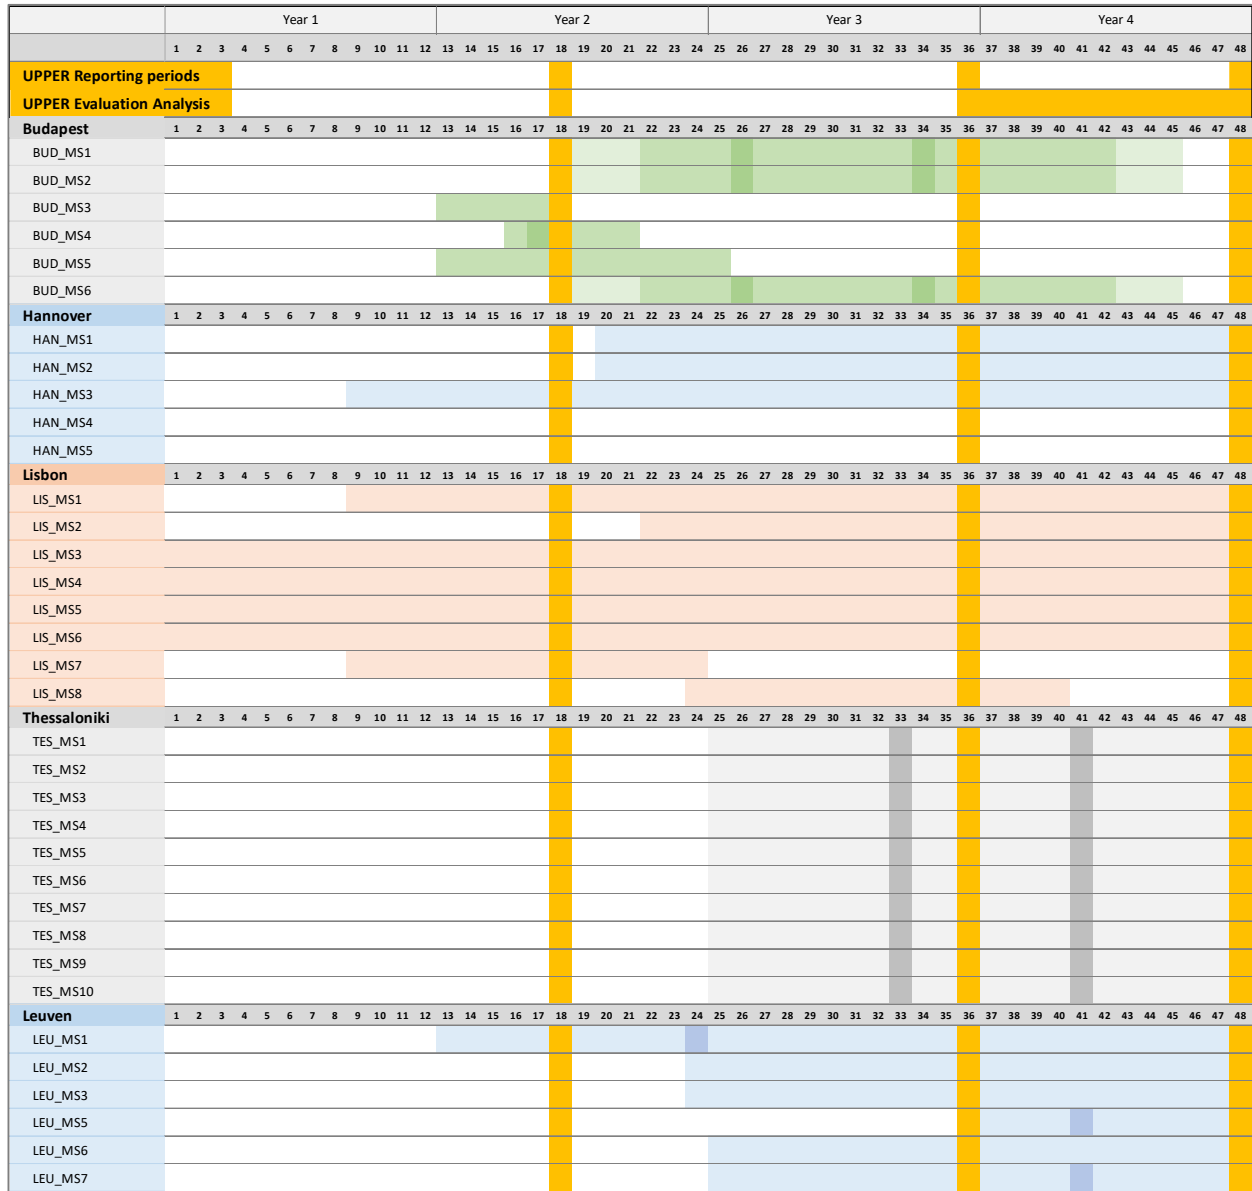 Year 1 Year 2 Year 3 Year 4
1 2 3 4 5 6 7 8 9 10 11 12 13 14 15 16 17 18 19 20 21 22 23 24 25 26 27 28 29 30 31 32 33 34 35 36 37 38 39 40 41 42 43 44 45 46 47 48
UPPER Reporting periods
UPPER Evaluation Analysis
Budapest 1 2 3 4 5 6 7 8 9 10 11 12 13 14 15 16 17 18 19 20 21 22 23 24 25 26 27 28 29 30 31 32 33 34 35 36 37 38 39 40 41 42 43 44 45 46 47 48
BUD_MS1
BUD_MS2
BUD_MS3
BUD_MS4
BUD_MS5
BUD_MS6
Hannover 1 2 3 4 5 6 7 8 9 10 11 12 13 14 15 16 17 18 19 20 21 22 23 24 25 26 27 28 29 30 31 32 33 34 35 36 37 38 39 40 41 42 43 44 45 46 47 48
HAN_MS1
HAN_MS2
HAN_MS3
HAN_MS4
HAN_MS5
Lisbon 1 2 3 4 5 6 7 8 9 10 11 12 13 14 15 16 17 18 19 20 21 22 23 24 25 26 27 28 29 30 31 32 33 34 35 36 37 38 39 40 41 42 43 44 45 46 47 48
LIS_MS1
LIS_MS2
LIS_MS3
LIS_MS4
LIS_MS5
LIS_MS6
LIS_MS7
LIS_MS8
Thessaloniki 1 2 3 4 5 6 7 8 9 10 11 12 13 14 15 16 17 18 19 20 21 22 23 24 25 26 27 28 29 30 31 32 33 34 35 36 37 38 39 40 41 42 43 44 45 46 47 48
TES_MS1
TES_MS2
TES_MS3
TES_MS4
TES_MS5
TES_MS6
TES_MS7
TES_MS8
TES_MS9
TES_MS10
Leuven 1 2 3 4 5 6 7 8 9 10 11 12 13 14 15 16 17 18 19 20 21 22 23 24 25 26 27 28 29 30 31 32 33 34 35 36 37 38 39 40 41 42 43 44 45 46 47 48
LEU_MS1
LEU_MS2
LEU_MS3
LEU_MS5
LEU_MS6
LEU_MS7